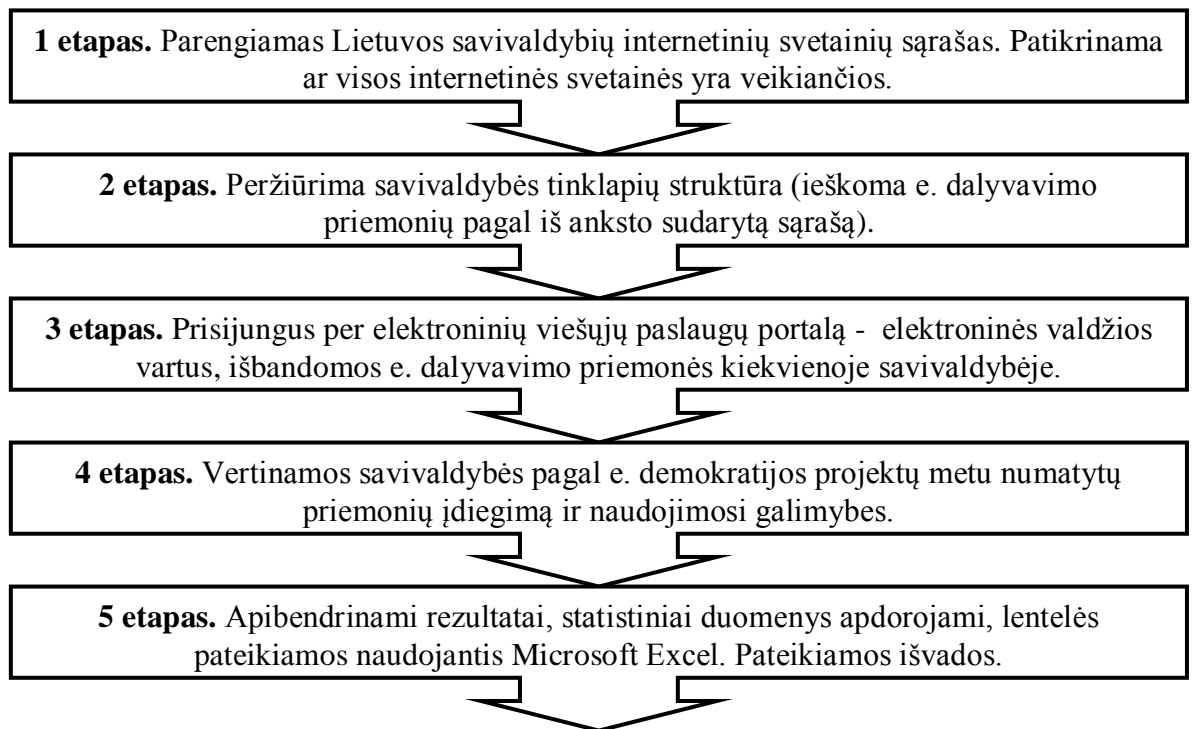 1 etapas. Parengiamas Lietuvos savivaldybių internetinių svetainių sąrašas. Patikrinama
ar visos internetinės svetainės yra veikiančios.
2 etapas. Peržiūrima savivaldybės tinklapių struktūra (ieškoma e. dalyvavimo
priemonių pagal iš anksto sudarytą sąrašą).
3 etapas. Prisijungus per elektroninių viešųjų paslaugų portalą - elektroninės valdžios
vartus, išbandomos e. dalyvavimo priemonės kiekvienoje savivaldybėje.
4 etapas. Vertinamos savivaldybės pagal e. demokratijos projektų metu numatytų
priemonių įdiegimą ir naudojimosi galimybes.
5 etapas. Apibendrinami rezultatai, statistiniai duomenys apdorojami, lentelės
pateikiamos naudojantis Microsoft Excel. Pateikiamos išvados.